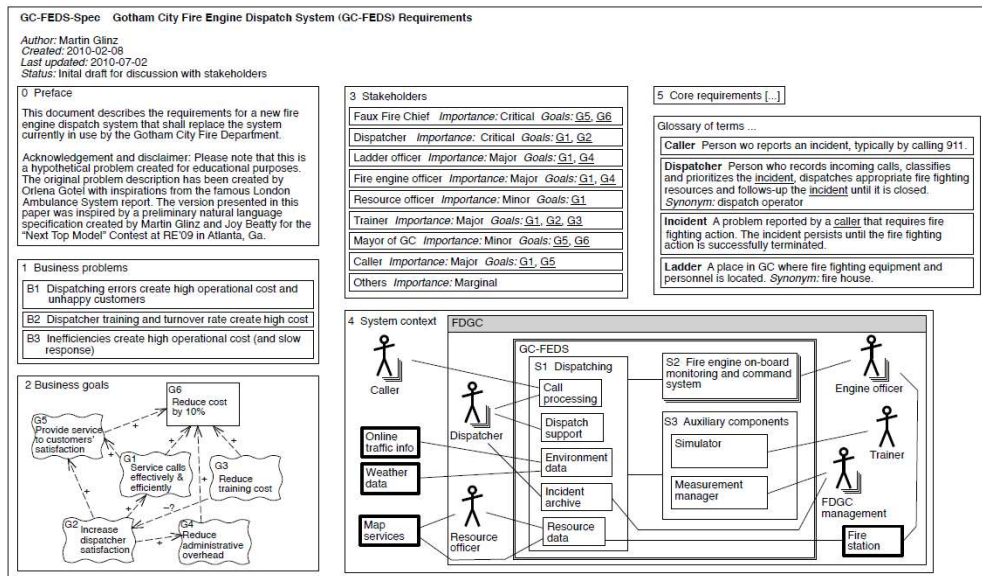 GC-FEDS-Spec Gotham City Fire Engine Dispatch System (GC-FEDS) Requirements
Author: Martin Glinz
Created: 2010-02-08
Last updated: 2010-07-02
Status: Inital draft for discussion with stakeholders
0 Preface
This document describes the requirements for a new fire
engine dispatch system that shall replace the system
currently in use by the Gotham City Fire Department.
Acknowledgement and disclaimer: Please note that this is
a hypothetical problem created for educational purposes.
The original problem description has been created by
Orlena Gotel with inspirations from the famous London
Ambulance System report. The version presented in this
paper was inspired by a preliminary natural language
specification created by Martin Glinz and Joy Beatty for the
“Next Top Model” Contest at RE'09 in Atlanta, Ga.
1 Business problems
B1 Dispatching errors create high operational cost and
unhappy customers
B2 Dispatcher training and turnover rate create high cost
B3 Inefficiencies create high operational cost (and slow
response)
2 Business goals
G6
Reduce cost
by 10%
G5
Provide service
to customers'
satisfaction
G1
Service calls
effectively &
efficiently
G3
Reduce
training cost
G2
Increase
dispatcher
satisfaction
G4
Reduce
administrative
overhead
+
+
+
+
+
+
+
+
–?
3 Stakeholders
Faux Fire Chief Importance: Critical Goals: G5, G6
Dispatcher Importance: Critical Goals: G1, G2
Ladder officer Importance: Major Goals: G1, G4
Fire engine officer Importance: Major Goals: G1, G4
Resource officer Importance: Minor Goals: G1
Trainer Importance: Major Goals: G1, G2, G3
Mayor of GC Importance: Minor Goals: G5, G6
Caller Importance: Major Goals: G1, G5
Others Importance: Marginal
5 Core requirements [...]
Glossary of terms ...
Caller Person wo reports an incident, typically by calling 911.
Dispatcher Person who records incoming calls, classifies
and prioritizes the incident, dispatches appropriate fire fighting
resources and follows-up the incident until it is closed.
Synonym: dispatch operator
Incident A problem reported by a caller that requires fire
fighting action. The incident persists until the fire fighting
action is successfully terminated.
Ladder A place in GC where fire fighting equipment and
personnel is located. Synonym: fire house.
4 System context
FDGC
GC-FEDS
S1 Dispatching
Call
processing
Dispatch
support
Environment
data
Incident
archive
Resource
data
S2 Fire engine on-board
monitoring and command
system
S3 Auxiliary components
Simulator
Measurement
manager
Caller
Dispatcher
Online
traffic info
Weather
data
Map
services
Resource
officer
Engine officer
Trainer
FDGC
management
Fire
station